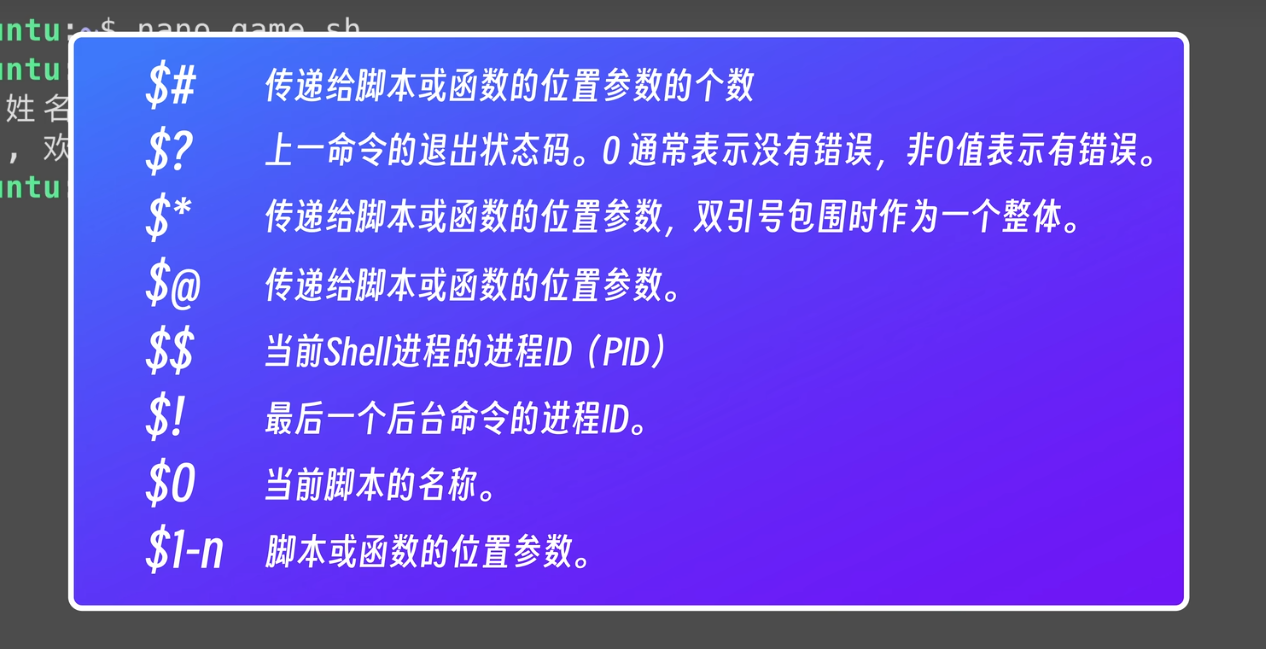 untu:~$ nano game.sh
untu:
姓名
, 欢
untu:
$# 传递给脚本或函数的位置参数的个数
$? 上一命令的退出状态码。0 通常表示没有错误，非0值表示有错误。
$* 传递给脚本或函数的位置参数，双引号包围时作为一个整体。
$@ 传递给脚本或函数的位置参数。
$$ 当前Shell进程的进程ID（PID）
$! 最后一个后台命令的进程ID。
$0 当前脚本的名称。
$1-n 脚本或函数的位置参数。